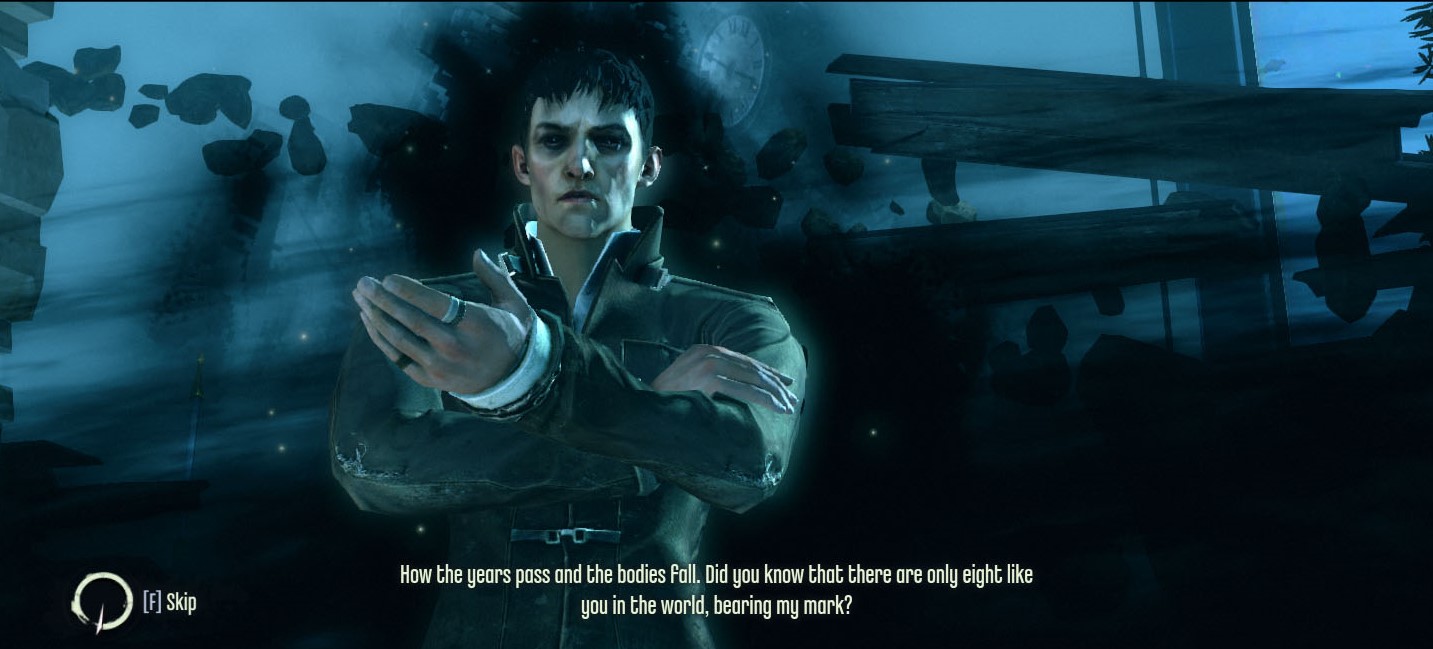 How the years pass and the bodies fall. Did you know that there are only eight like
you in the world, bearing my mark?
[F] Skip